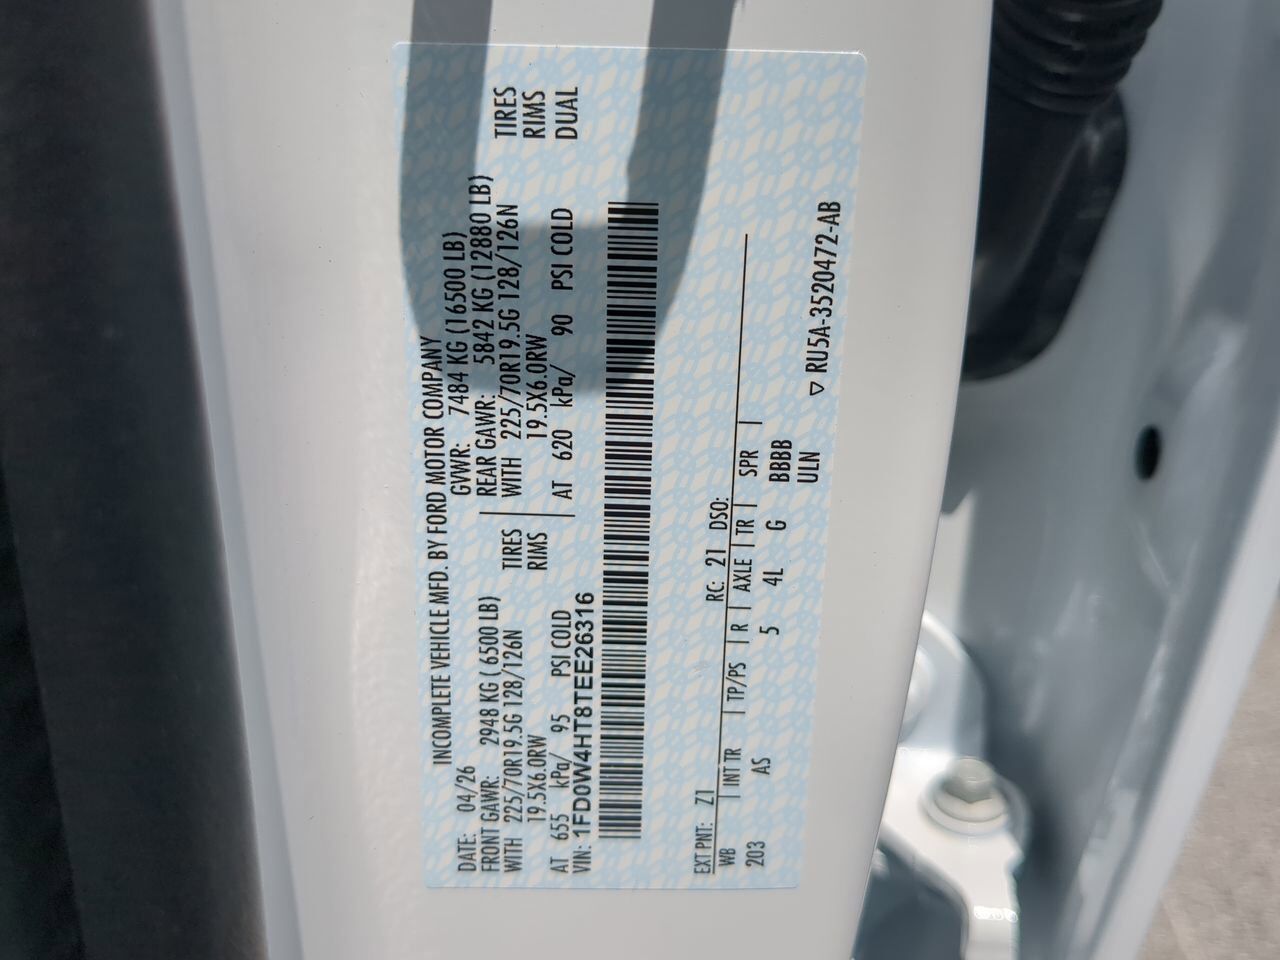 INCOMPLETE VEHICLE MFD. BY FORD MOTOR COMPANY
DATE: 04/26 GVWR: 7484 KG (16500 LB)
FRONT GAWR: 2948 KG ( 6500 LB) REAR GAWR: 5842 KG (12880 LB)
WITH 225/70R19.5G 128/126N TIRES WITH 225/70R19.5G 128/126N TIRES
19.5X6.0RW RIMS 19.5X6.0RW RIMS
AT 655 kPa/ 95 PSI COLD AT 620 kPa/ 90 PSI COLD DUAL
VIN: 1FD0W4HT8TEE26316
EXT PNT: Z1 RC: 21 DSO:
WB | INT TR | TP/PS | R | AXLE | TR | SPR |
203 AS 5 4L G BBBB
ULN
▽ RU5A-3520472-AB